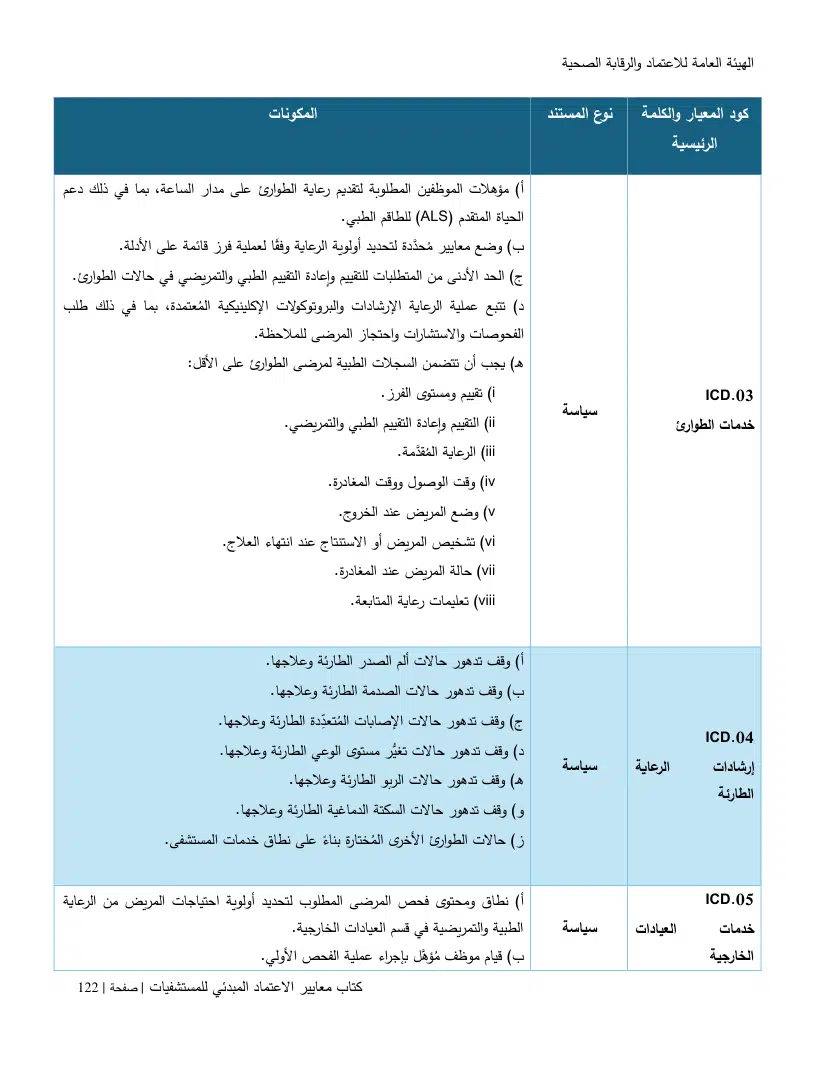 الهيئة العامة للاعتماد والرقابة الصحية
كود المعيار والكلمة
الرئيسية
نوع المستند
المكونات
ICD.03
خدمات الطوارئ
سياسة
أ) مؤهلات الموظفين المطلوبة لتقديم رعاية الطوارئ على مدار الساعة، بما في ذلك دعم
الحياة المتقدم (ALS) للطاقم الطبي.
ب) وضع معايير مُحدَّدة لتحديد أولوية الرعاية وفقًا لعملية فرز قائمة على الأدلة.
ج) الحد الأدنى من المتطلبات للتقييم وإعادة التقييم الطبي والتمريضي في حالات الطوارئ.
د) تتبع عملية الرعاية الإرشادات والبروتوكولات الإكلينيكية المُعتمدة، بما في ذلك طلب
الفحوصات والاستشارات واحتجاز المرضى للملاحظة.
ه) يجب أن تتضمن السجلات الطبية لمرضى الطوارئ على الأقل:
i) تقييم ومستوى الفرز.
ii) التقييم وإعادة التقييم الطبي والتمريضي.
iii) الرعاية المُقدَّمة.
iv) وقت الوصول ووقت المغادرة.
v) وضع المريض عند الخروج.
vi) تشخيص المريض أو الاستنتاج عند انتهاء العلاج.
vii) حالة المريض عند المغادرة.
viii) تعليمات رعاية المتابعة.
ICD.04
إرشادات الرعاية
الطارئة
سياسة
أ) وقف تدهور حالات ألم الصدر الطارئة وعلاجها.
ب) وقف تدهور حالات الصدمة الطارئة وعلاجها.
ج) وقف تدهور حالات الإصابات المُتعدِّدة الطارئة وعلاجها.
د) وقف تدهور حالات تغيُّر مستوى الوعي الطارئة وعلاجها.
ه) وقف تدهور حالات الربو الطارئة وعلاجها.
و) وقف تدهور حالات السكتة الدماغية الطارئة وعلاجها.
ز) حالات الطوارئ الأخرى المُختارة بناءً على نطاق خدمات المستشفى.
ICD.05
خدمات العيادات
الخارجية
سياسة
أ) نطاق ومحتوى فحص المرضى المطلوب لتحديد أولوية احتياجات المريض من الرعاية
الطبية والتمريضية في قسم العيادات الخارجية.
ب) قيام موظف مُؤهَّل بإجراء عملية الفحص الأولي.
كتاب معايير الاعتماد المبدئي للمستشفيات | صفحة | 122